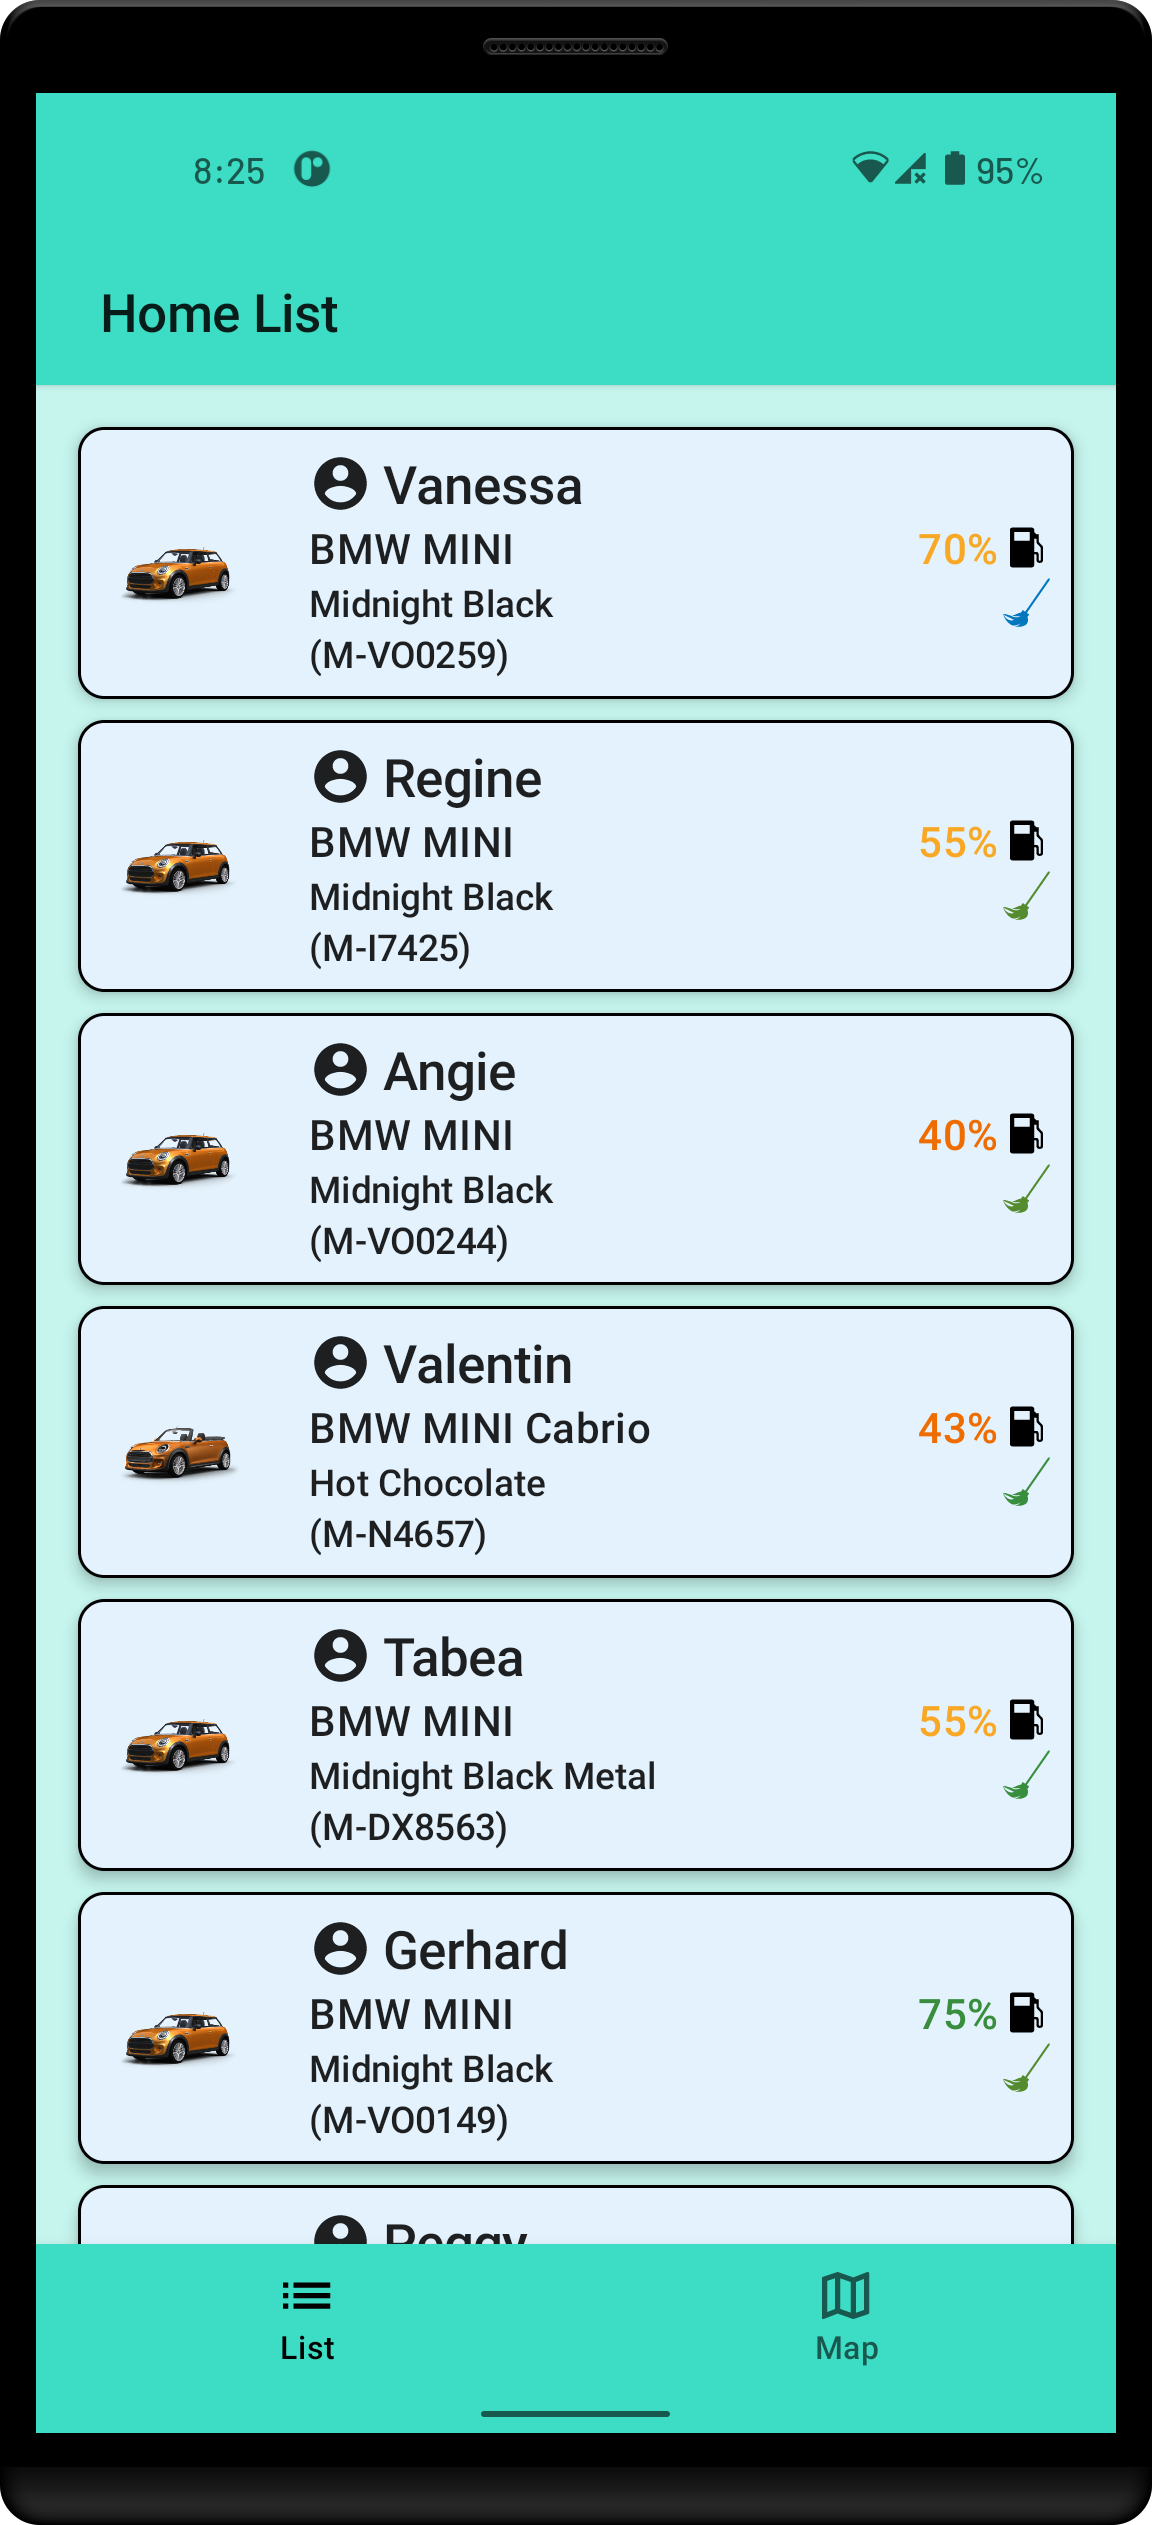 8:25 95%
Home List
Vanessa
BMW MINI 70%
Midnight Black
(M-VO0259)
Regine
BMW MINI 55%
Midnight Black
(M-I7425)
Angie
BMW MINI 40%
Midnight Black
(M-VO0244)
Valentin
BMW MINI Cabrio 43%
Hot Chocolate
(M-N4657)
Tabea
BMW MINI 55%
Midnight Black Metal
(M-DX8563)
Gerhard
BMW MINI 75%
Midnight Black
(M-VO0149)
Peggy
List Map